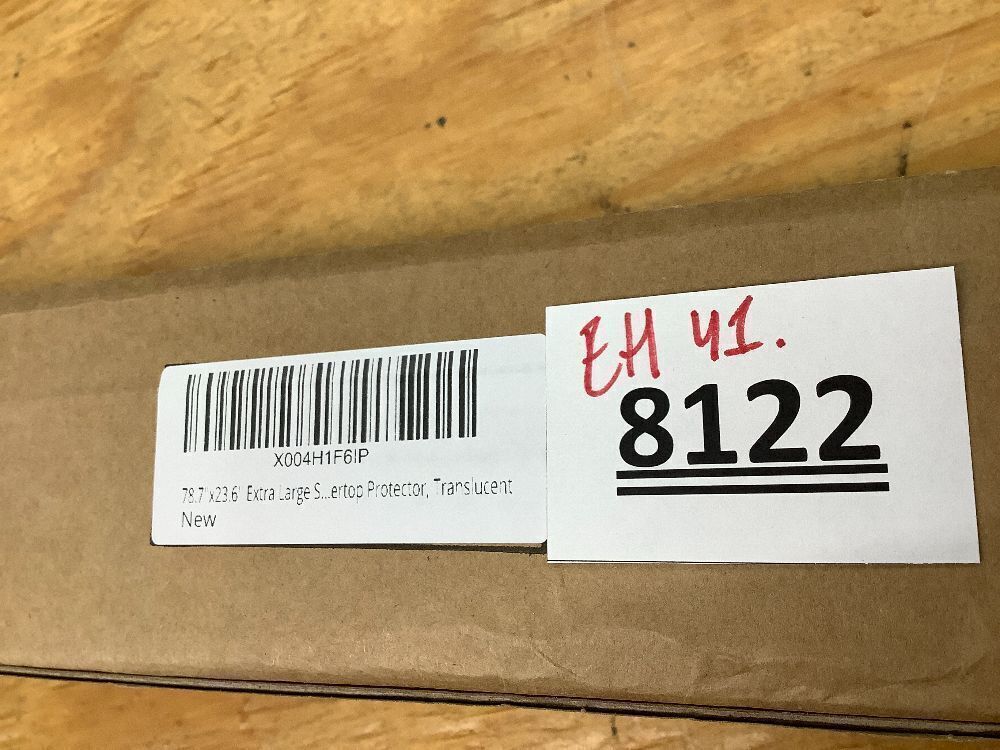 X004H1F6IP
78.7"x23.6" Extra Large S...ertop Protector, Translucent
New
EH 41.
8122